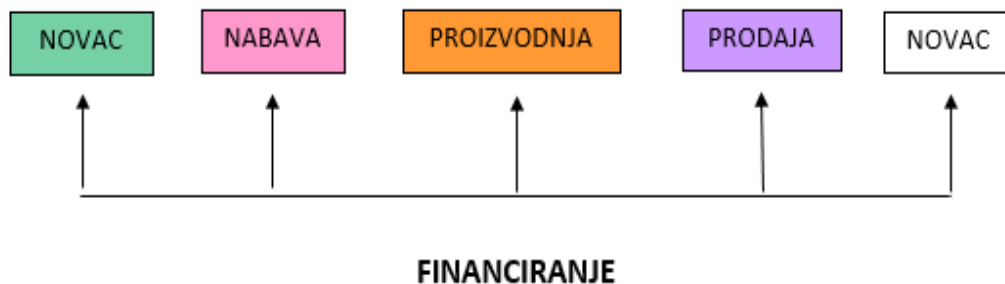 NOVAC
NABAVA
PROIZVODNJA
PRODAJA
NOVAC
FINANCIRANJE